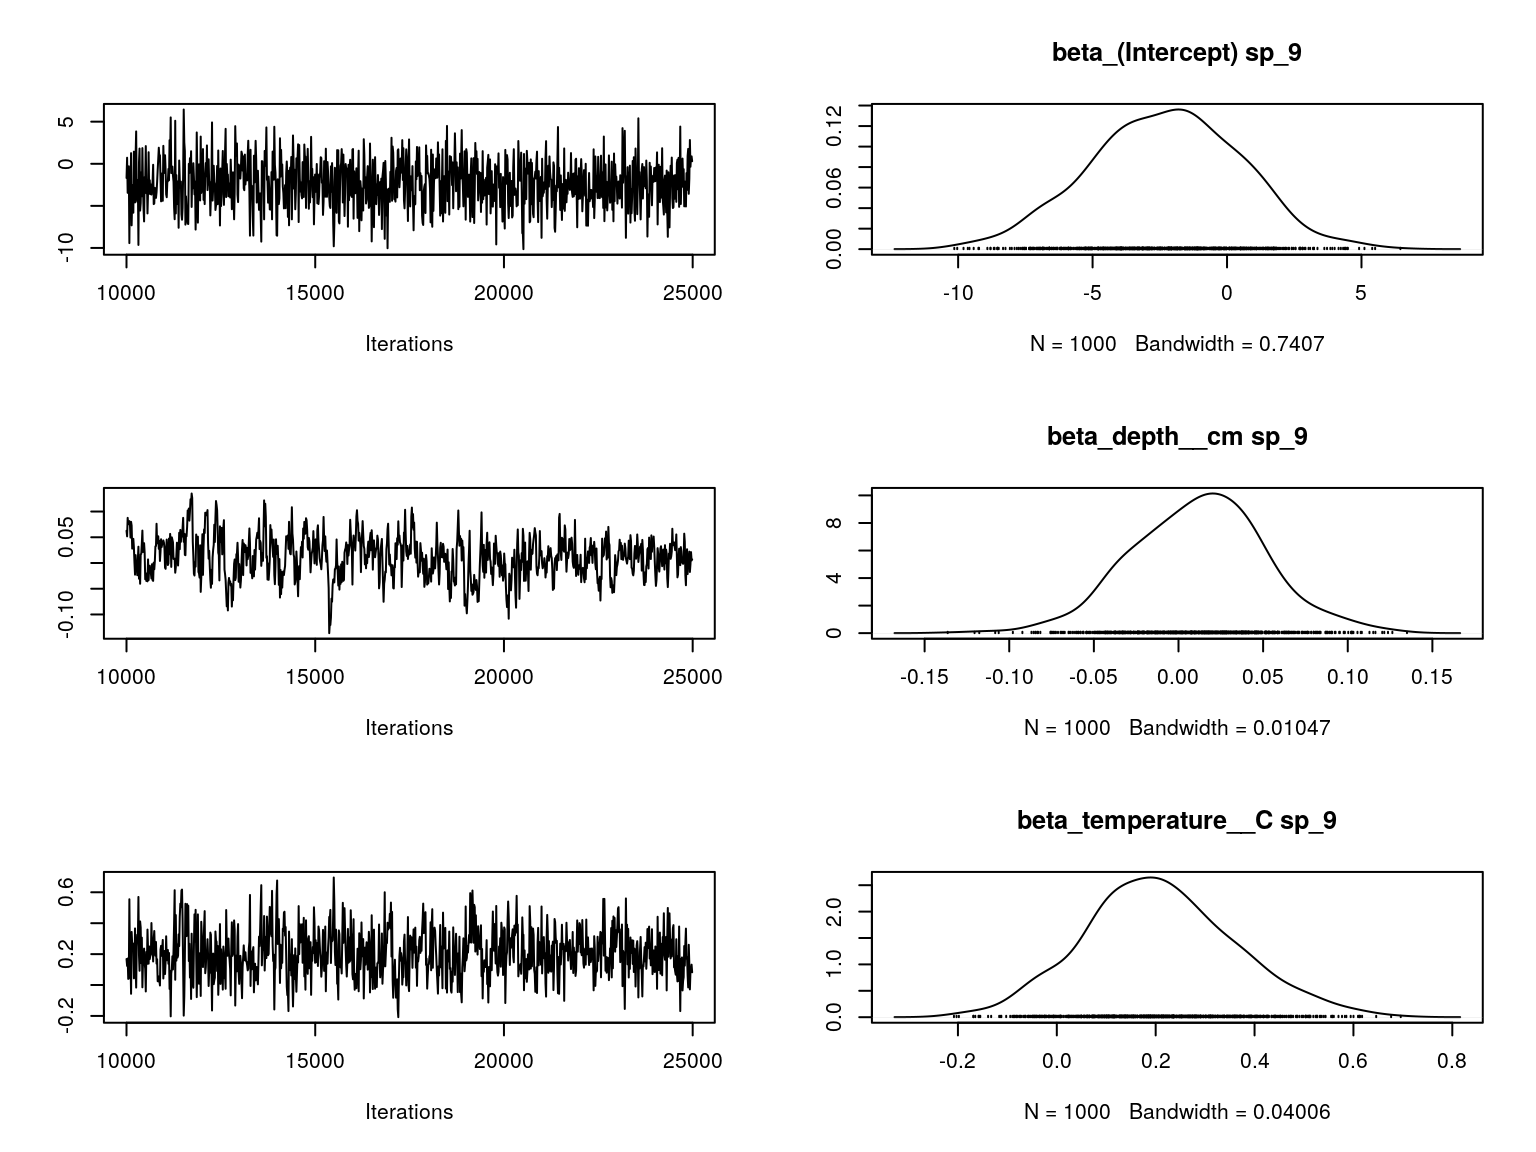 beta_(Intercept) sp_9
5
0
-10
10000 15000 20000 25000
Iterations
0.12
0.06
0.00
-10 -5 0 5
N = 1000 Bandwidth = 0.7407
beta_depth__cm sp_9
0.05
-0.10
10000 15000 20000 25000
Iterations
8
4
0
-0.15 -0.10 -0.05 0.00 0.05 0.10 0.15
N = 1000 Bandwidth = 0.01047
beta_temperature__C sp_9
0.6
0.2
-0.2
10000 15000 20000 25000
Iterations
2.0
1.0
0.0
-0.2 0.0 0.2 0.4 0.6 0.8
N = 1000 Bandwidth = 0.04006